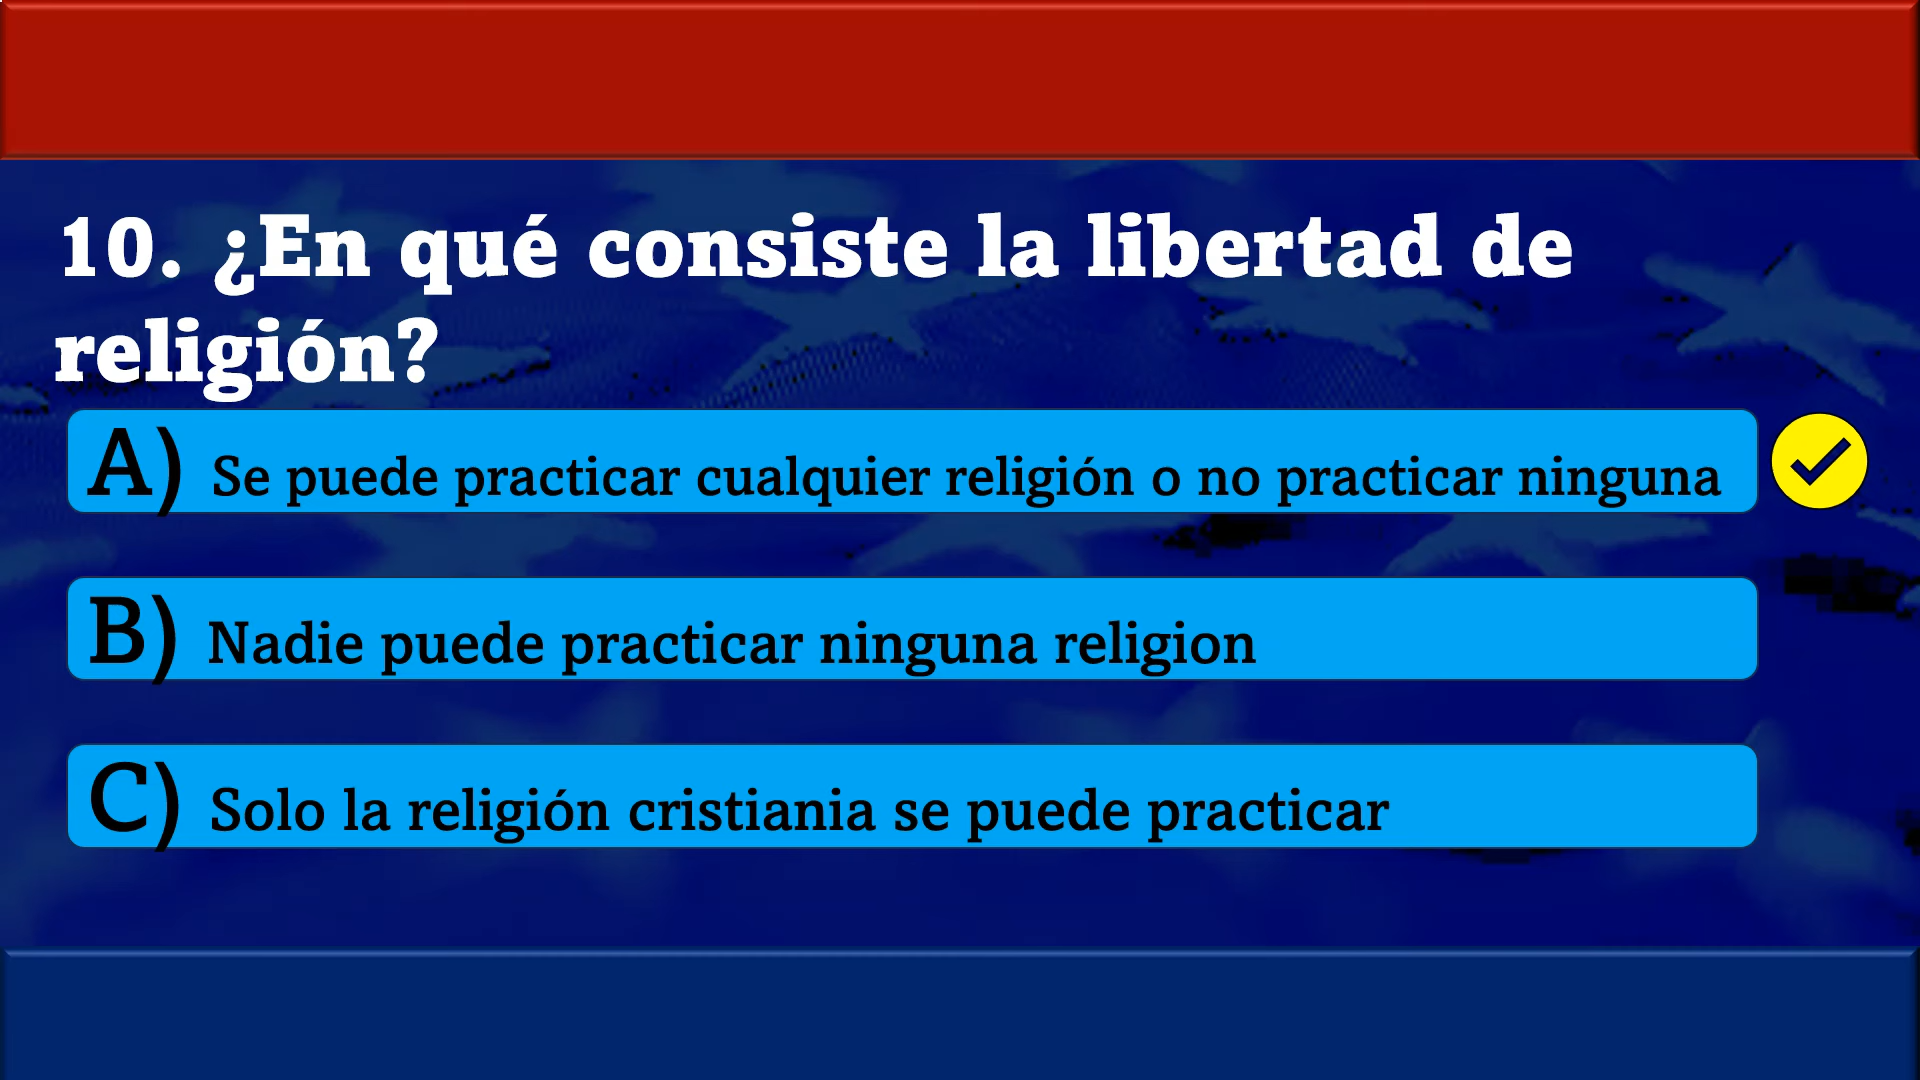 10. ¿En qué consiste la libertad de
religión?
A) Se puede practicar cualquier religión o no practicar ninguna
B) Nadie puede practicar ninguna religion
C) Solo la religión cristiania se puede practicar